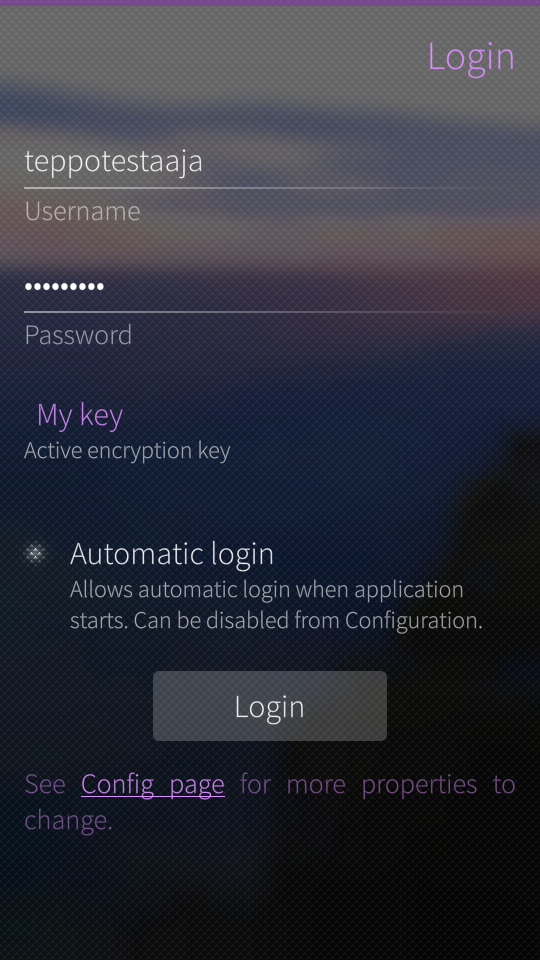 Login
teppotestaaja
Username
•••••••••
Password
My key
Active encryption key
Automatic login
Allows automatic login when application
starts. Can be disabled from Configuration.
Login
See Config page for more properties to
change.